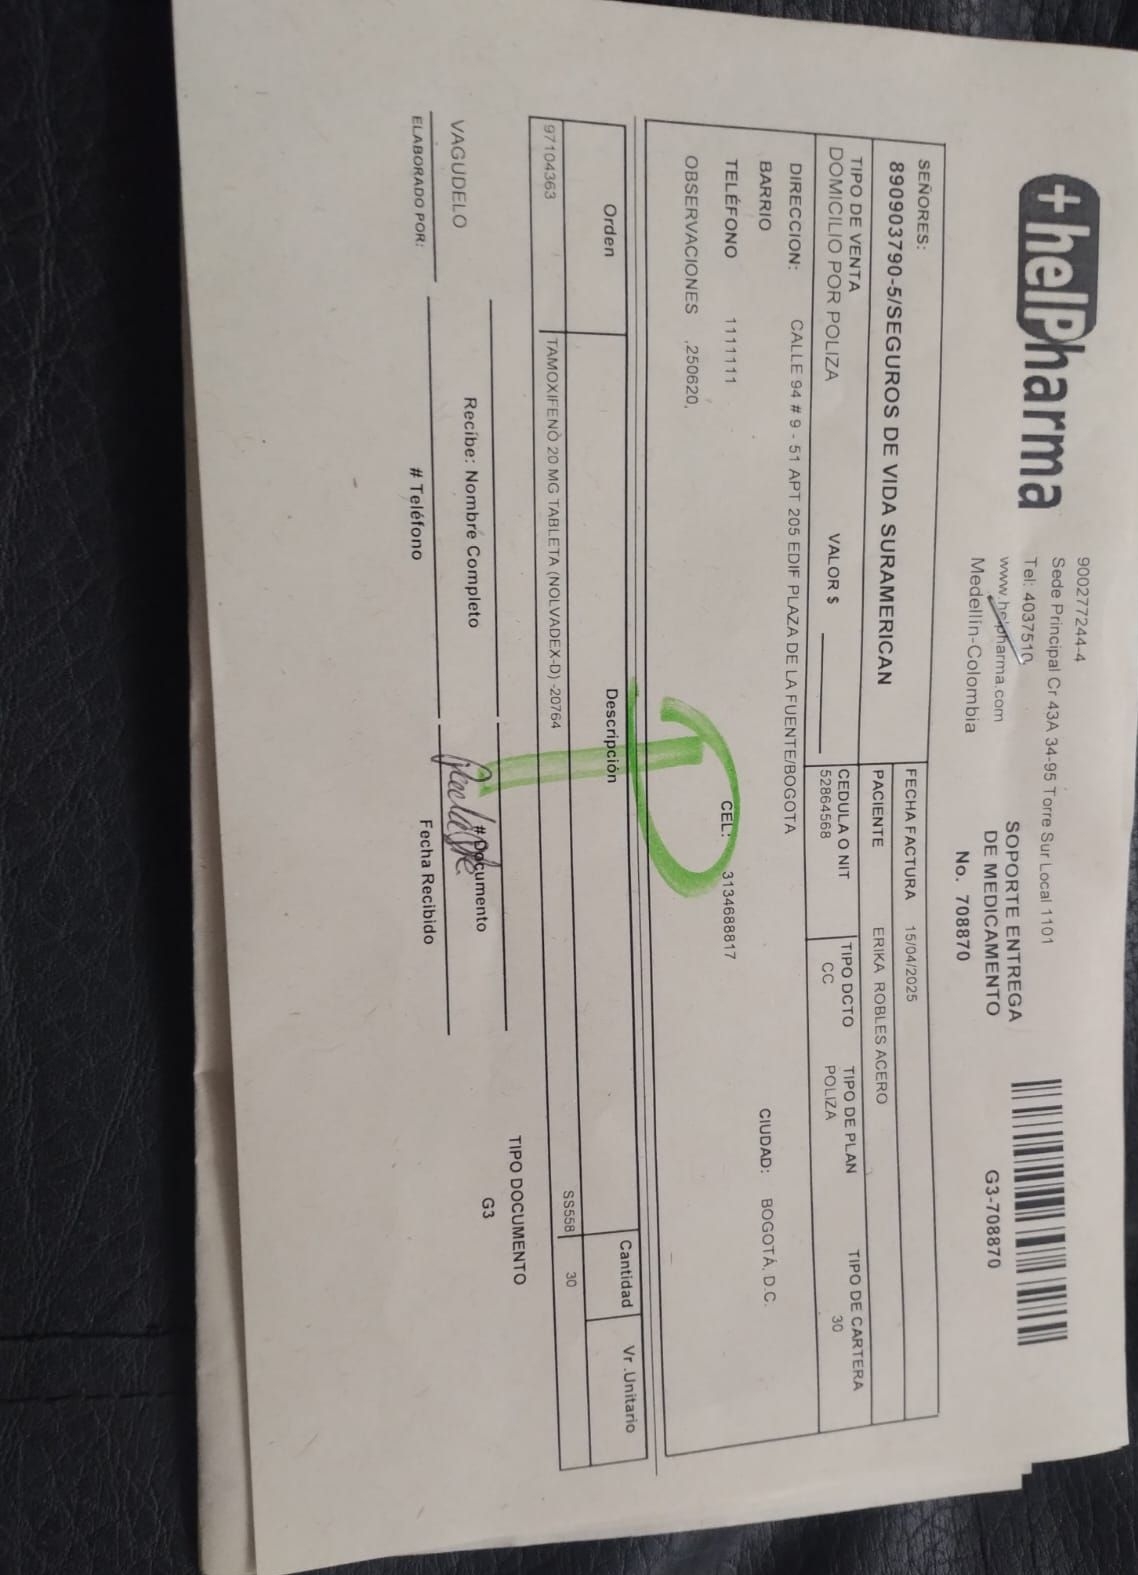 +helPharma
900277244-4
Sede Principal Cr 43A 34-95 Torre Sur Local 1101
Tel: 4037510
www.helpharma.com
Medellin-Colombia
SOPORTE ENTREGA
DE MEDICAMENTO
No. 708870
G3-708870
SEÑORES:
890903790-5/SEGUROS DE VIDA SURAMERICAN
FECHA FACTURA 15/04/2025
PACIENTE ERIKA ROBLES ACERO
TIPO DE VENTA
DOMICILIO POR POLIZA
VALOR $
CEDULA O NIT
52864568
TIPO DCTO
CC
TIPO DE PLAN
POLIZA
TIPO DE CARTERA
30
DIRECCION: CALLE 94 # 9 - 51 APT 205 EDIF PLAZA DE LA FUENTE/BOGOTA
BARRIO
CIUDAD: BOGOTÁ, D.C.
TELÉFONO 1111111
CEL: 3134688817
OBSERVACIONES ,250620,
Orden Descripción Cantidad Vr .Unitario
97104363 TAMOXIFENO 20 MG TABLETA (NOLVADEX-D) -20764 SS558 30
VAGUDELO
ELABORADO POR:
Recibe: Nombre Completo
#Documento
TIPO DOCUMENTO
G3
# Teléfono
Fecha Recibido